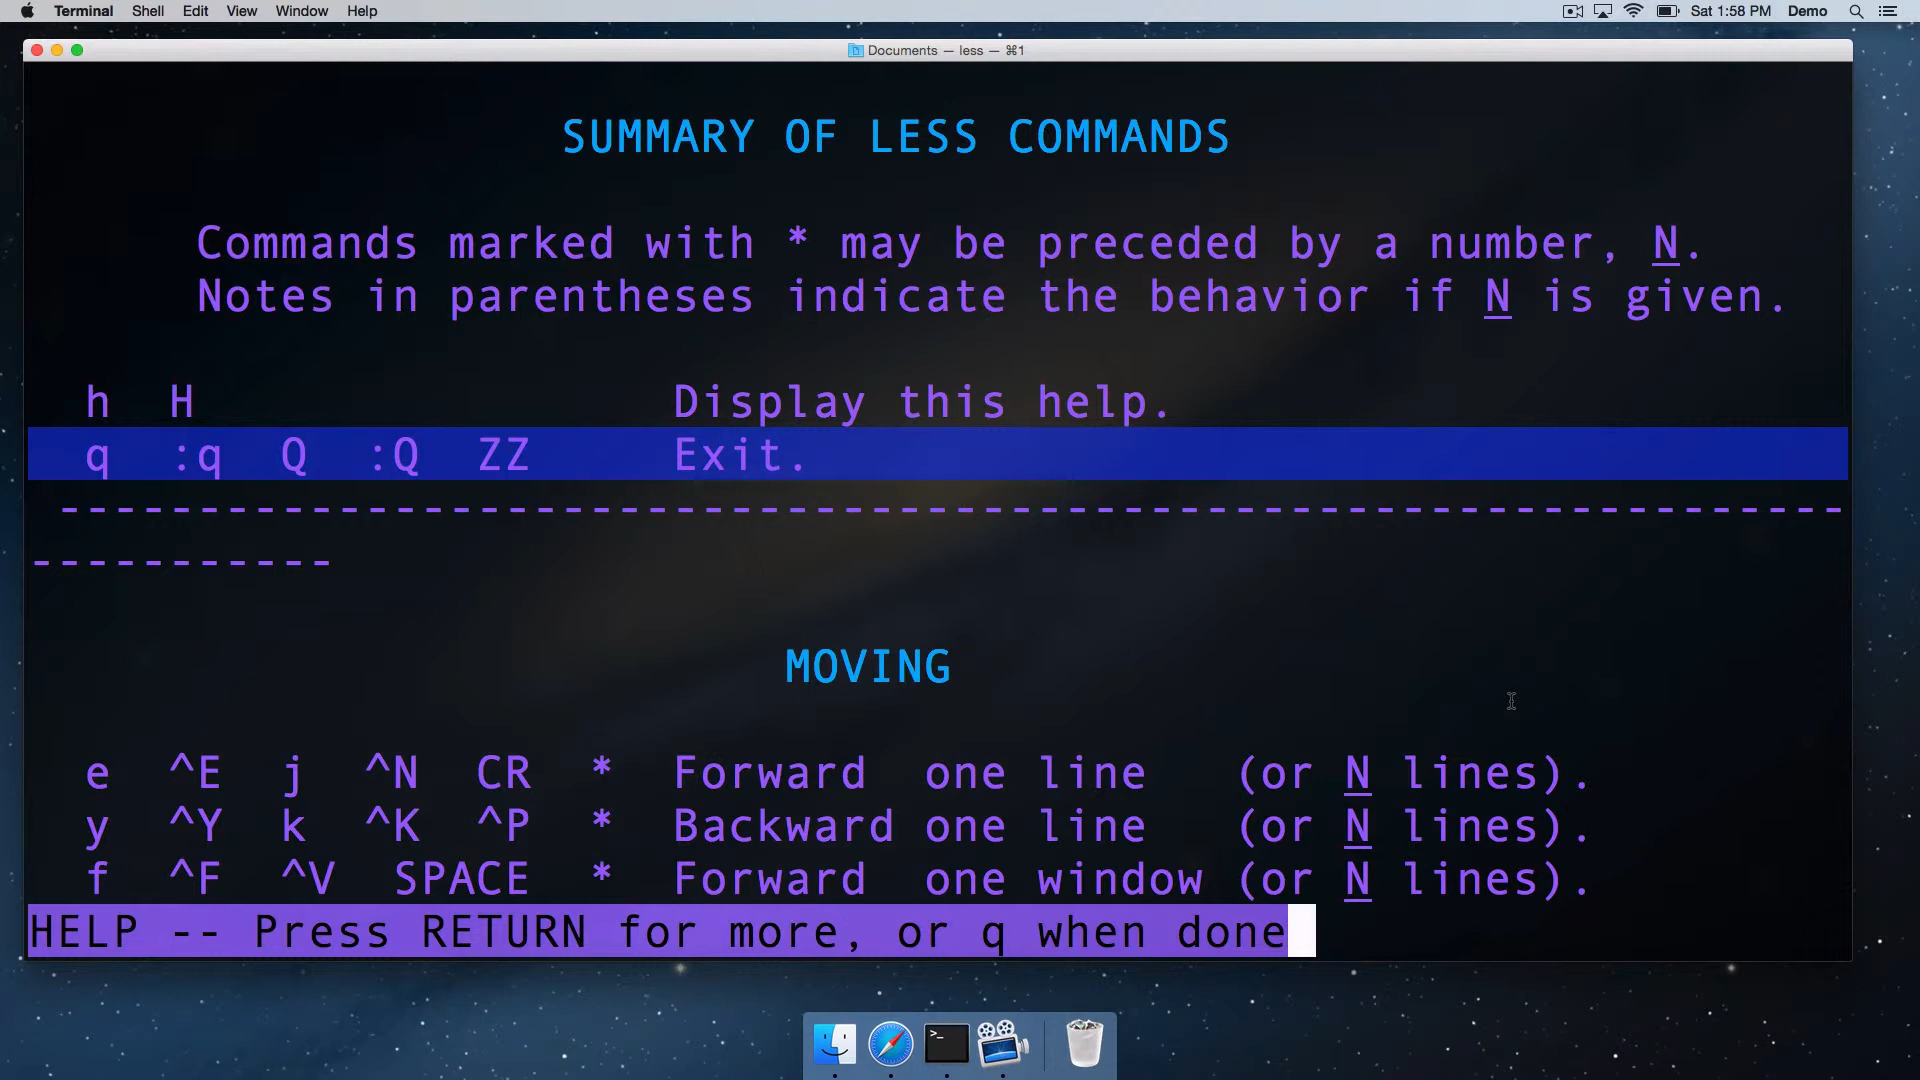 Terminal Shell Edit View Window Help Sat 1:58 PM Demo
Documents — less — ⌘1
SUMMARY OF LESS COMMANDS
Commands marked with * may be preceded by a number, N.
Notes in parentheses indicate the behavior if N is given.
h H Display this help.
q :q Q :Q ZZ Exit.
----------------------------------------------------------------
-----------
MOVING
e ^E j ^N CR * Forward one line (or N lines).
y ^Y k ^K ^P * Backward one line (or N lines).
f ^F ^V SPACE * Forward one window (or N lines).
HELP -- Press RETURN for more, or q when done
>_